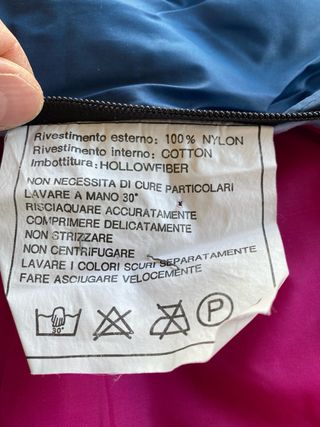 Rivestimento esterno: 100% NYLON
Rivestimento interno: COTTON
Imbottitura: HOLLOWFIBER
NON NECESSITA DI CURE PARTICOLARI
LAVARE A MANO 30°
RISCIAQUARE ACCURATAMENTE
COMPRIMERE DELICATAMENTE
NON STRIZZARE
NON CENTRIFUGARE
LAVARE I COLORI SCURI SEPARATAMENTE
FARE ASCIUGARE VELOCEMENTE
30° P